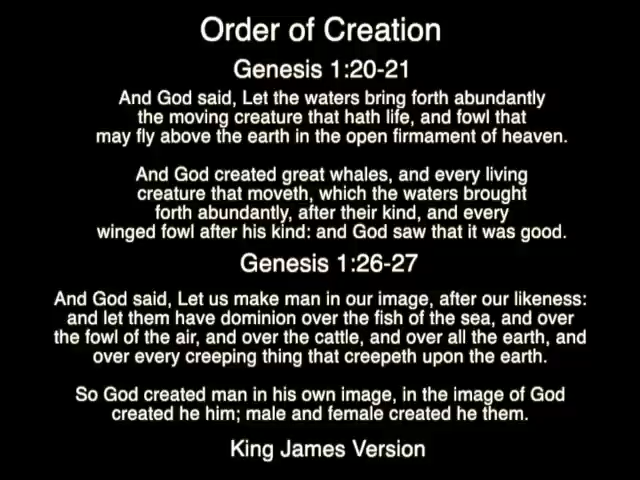 Order of Creation
Genesis 1:20-21
And God said, Let the waters bring forth abundantly
the moving creature that hath life, and fowl that
may fly above the earth in the open firmament of heaven.
And God created great whales, and every living
creature that moveth, which the waters brought
forth abundantly, after their kind, and every
winged fowl after his kind: and God saw that it was good.
Genesis 1:26-27
And God said, Let us make man in our image, after our likeness:
and let them have dominion over the fish of the sea, and over
the fowl of the air, and over the cattle, and over all the earth, and
over every creeping thing that creepeth upon the earth.
So God created man in his own image, in the image of God
created he him; male and female created he them.
King James Version